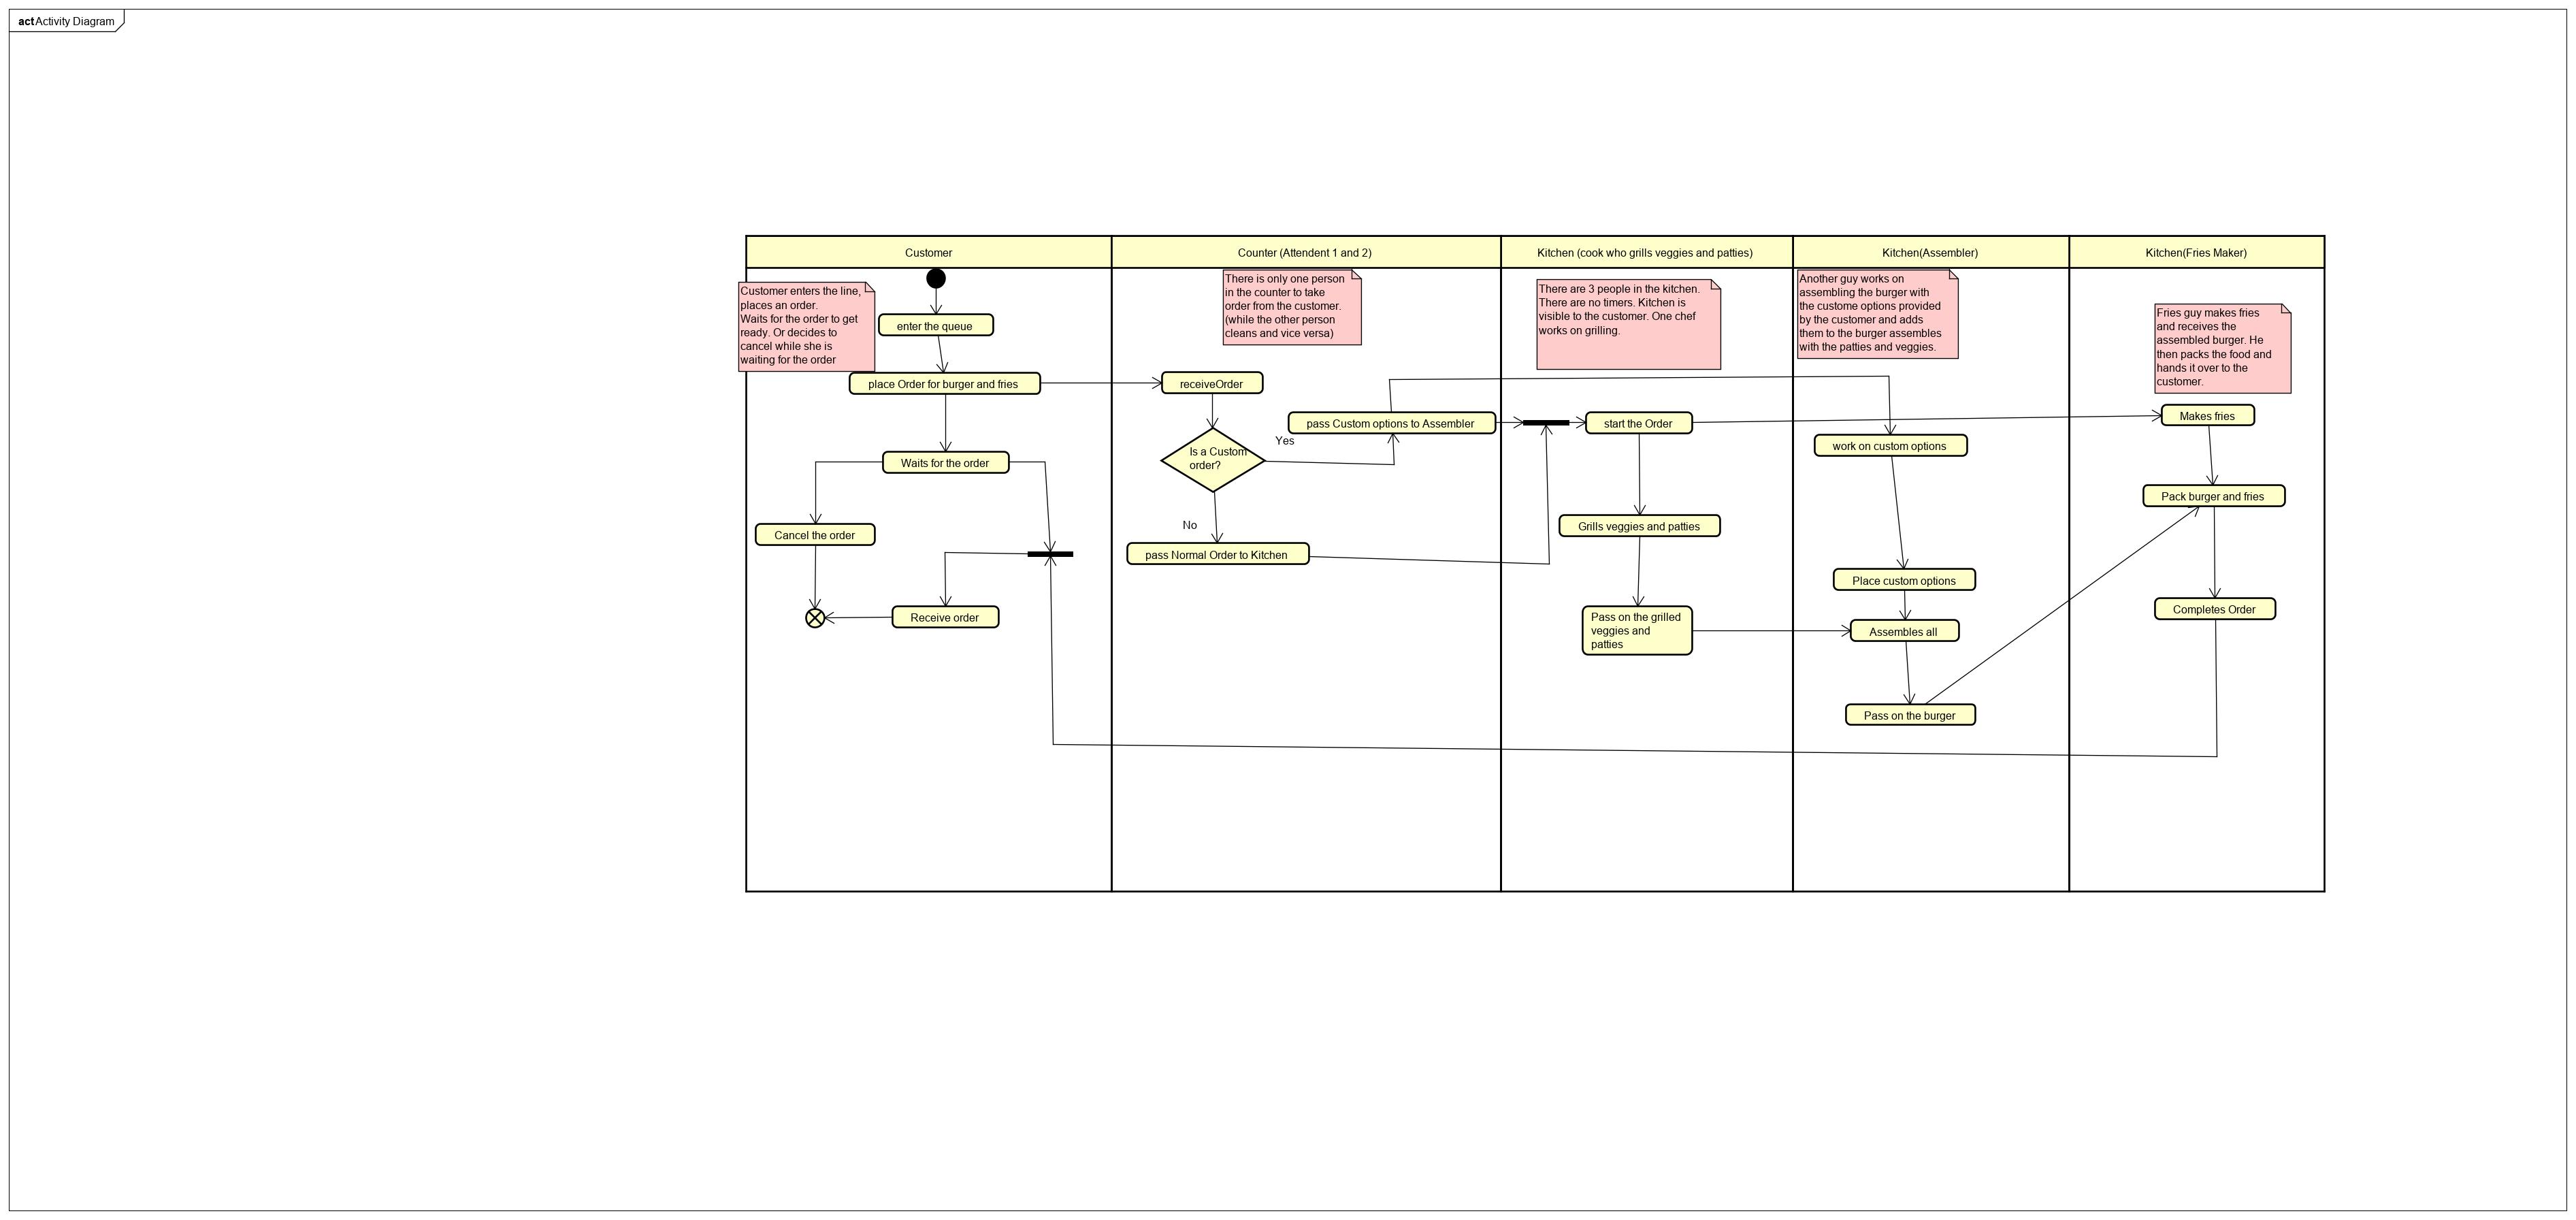 act Activity Diagram
Customer
Counter (Attendent 1 and 2)
Kitchen (cook who grills veggies and patties)
Kitchen(Assembler)
Kitchen(Fries Maker)
Customer enters the line,
places an order.
Waits for the order to get
ready. Or decides to
cancel while she is
waiting for the order
enter the queue
place Order for burger and fries
Waits for the order
Cancel the order
Receive order
There is only one person
in the counter to take
order from the customer.
(while the other person
cleans and vice versa)
receiveOrder
pass Custom options to Assembler
Is a Custom
order?
Yes
No
pass Normal Order to Kitchen
There are 3 people in the kitchen.
There are no timers. Kitchen is
visible to the customer. One chef
works on grilling.
start the Order
Grills veggies and patties
Pass on the grilled
veggies and
patties
Another guy works on
assembling the burger with
the custome options provided
by the customer and adds
them to the burger assembles
with the patties and veggies.
work on custom options
Place custom options
Assembles all
Pass on the burger
Fries guy makes fries
and receives the
assembled burger. He
then packs the food and
hands it over to the
customer.
Makes fries
Pack burger and fries
Completes Order